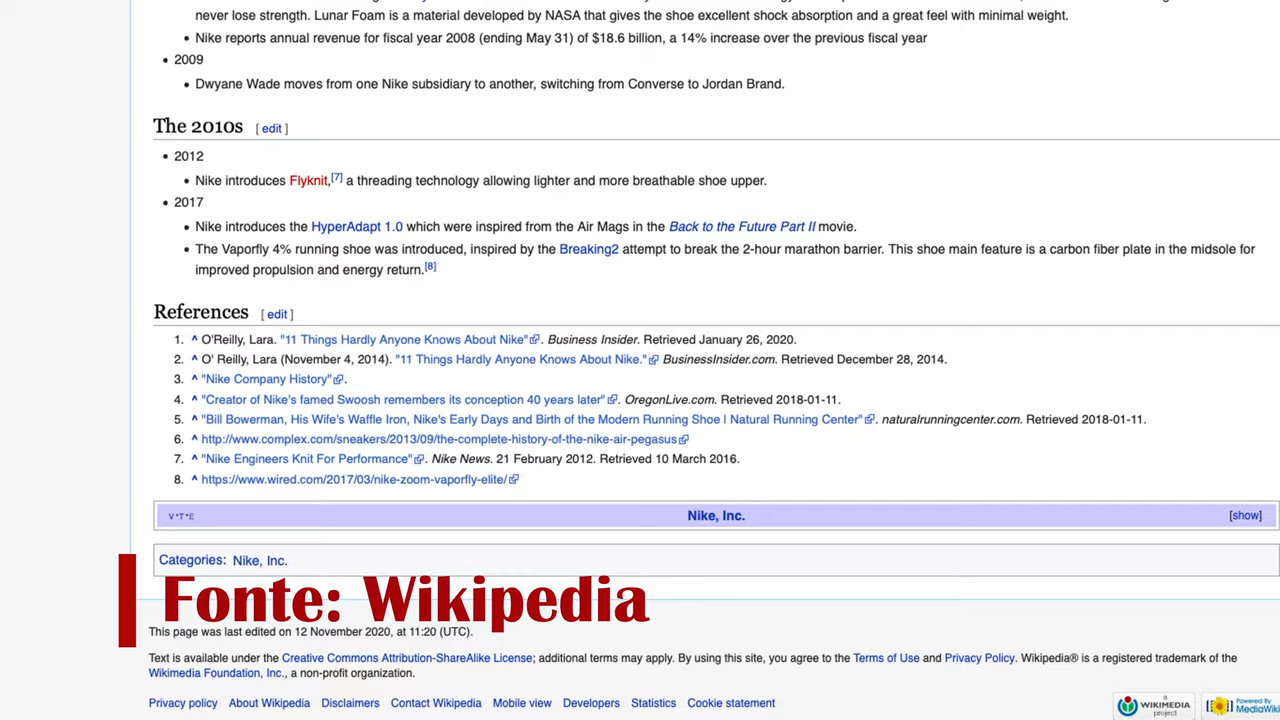 never lose strength. Lunar Foam is a material developed by NASA that gives the shoe excellent shock absorption and a great feel with minimal weight.
• Nike reports annual revenue for fiscal year 2008 (ending May 31) of $18.6 billion, a 14% increase over the previous fiscal year
• 2009
• Dwyane Wade moves from one Nike subsidiary to another, switching from Converse to Jordan Brand.
The 2010s [ edit ]
• 2012
• Nike introduces Flyknit,[7] a threading technology allowing lighter and more breathable shoe upper.
• 2017
• Nike introduces the HyperAdapt 1.0 which were inspired from the Air Mags in the Back to the Future Part II movie.
• The Vaporfly 4% running shoe was introduced, inspired by the Breaking2 attempt to break the 2-hour marathon barrier. This shoe main feature is a carbon fiber plate in the midsole for
improved propulsion and energy return.[8]
References [ edit ]
1. ^ O'Reilly, Lara. "11 Things Hardly Anyone Knows About Nike". Business Insider. Retrieved January 26, 2020.
2. ^ O' Reilly, Lara (November 4, 2014). "11 Things Hardly Anyone Knows About Nike." BusinessInsider.com. Retrieved December 28, 2014.
3. ^ "Nike Company History".
4. ^ "Creator of Nike's famed Swoosh remembers its conception 40 years later". OregonLive.com. Retrieved 2018-01-11.
5. ^ "Bill Bowerman, His Wife's Waffle Iron, Nike's Early Days and Birth of the Modern Running Shoe | Natural Running Center". naturalrunningcenter.com. Retrieved 2018-01-11.
6. ^ http://www.complex.com/sneakers/2013/09/the-complete-history-of-the-nike-air-pegasus
7. ^ "Nike Engineers Knit For Performance". Nike News. 21 February 2012. Retrieved 10 March 2016.
8. ^ https://www.wired.com/2017/03/nike-zoom-vaporfly-elite/
V•T•E Nike, Inc. [show]
Categories: Nike, Inc.
Fonte: Wikipedia
This page was last edited on 12 November 2020, at 11:20 (UTC).
Text is available under the Creative Commons Attribution-ShareAlike License; additional terms may apply. By using this site, you agree to the Terms of Use and Privacy Policy. Wikipedia® is a registered trademark of the
Wikimedia Foundation, Inc., a non-profit organization.
Privacy policy About Wikipedia Disclaimers Contact Wikipedia Mobile view Developers Statistics Cookie statement
a WIKIMEDIA project
Powered By MediaWiki